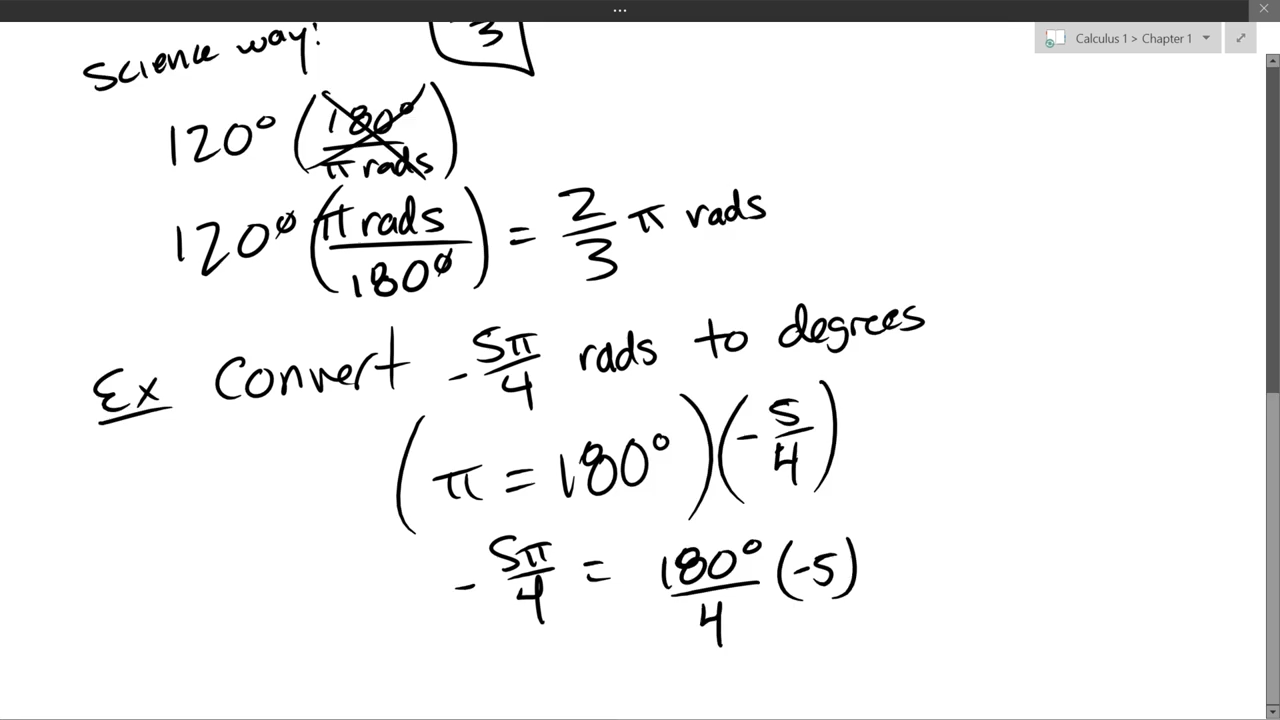 ...
Calculus 1 > Chapter 1
3
Science way!
120° (180° / π rads)
120° (π rads / 180°) = 2/3 π rads
Ex Convert -5π/4 rads to degrees
(π = 180°)(-5/4)
-5π/4 = 180°/4 (-5)